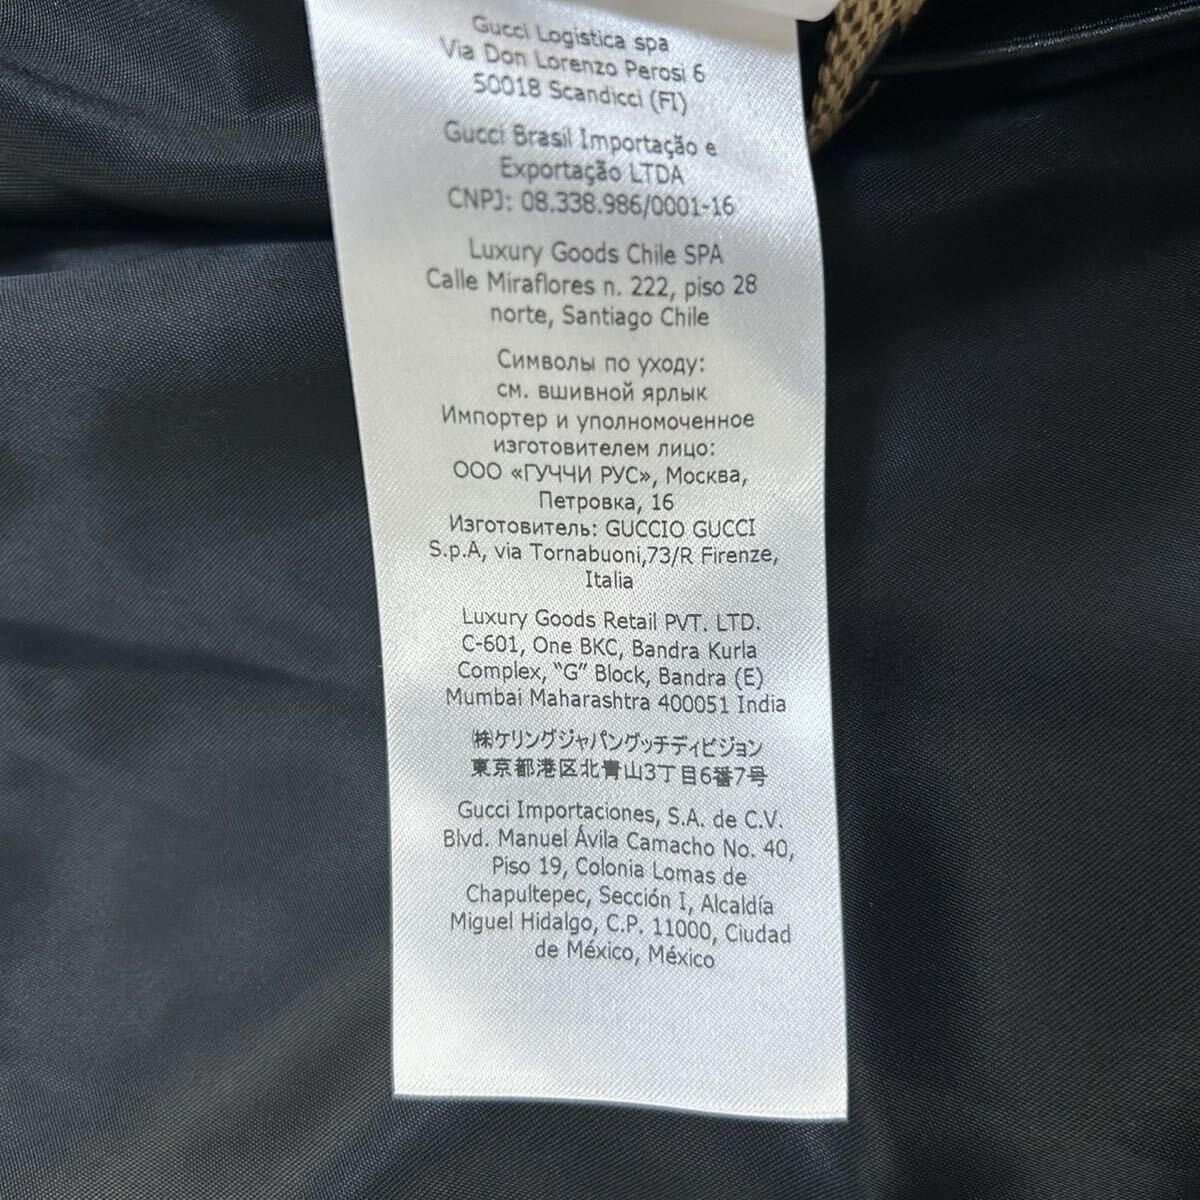 Gucci Logistica spa
Via Don Lorenzo Perosi 6
50018 Scandicci (FI)
Gucci Brasil Importação e
Exportação LTDA
CNPJ: 08.338.986/0001-16
Luxury Goods Chile SPA
Calle Miraflores n. 222, piso 28
norte, Santiago Chile
Символы по уходу:
см. вшивной ярлык
Импортер и уполномоченное
изготовителем лицо:
ООО «ГУЧЧИ РУС», Москва,
Петровка, 16
Изготовитель: GUCCIO GUCCI
S.p.A, via Tornabuoni,73/R Firenze,
Italia
Luxury Goods Retail PVT. LTD.
C-601, One BKC, Bandra Kurla
Complex, “G” Block, Bandra (E)
Mumbai Maharashtra 400051 India
㈱ケリングジャパングッチディビジョン
東京都港区北青山3丁目6番7号
Gucci Importaciones, S.A. de C.V.
Blvd. Manuel Ávila Camacho No. 40,
Piso 19, Colonia Lomas de
Chapultepec, Sección I, Alcaldía
Miguel Hidalgo, C.P. 11000, Ciudad
de México, México